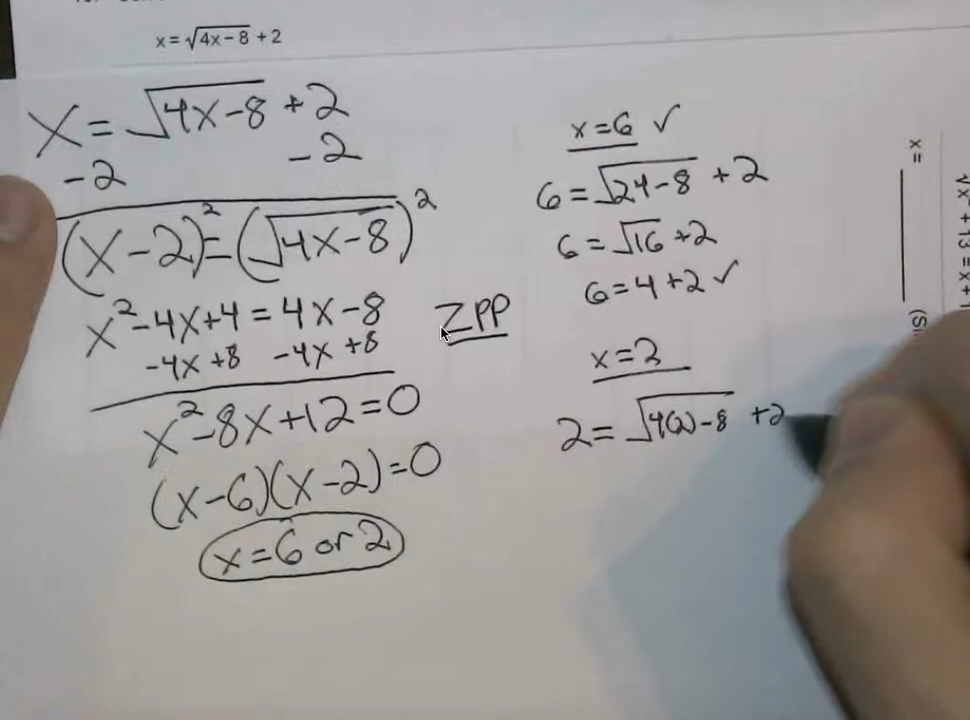 x = √4x-8 + 2
x = √4x-8 + 2
-2 -2
(x-2)² = (√4x-8)²
x²-4x+4 = 4x-8
-4x +8 -4x +8
ZPP
x²-8x+12=0
(x-6)(x-2)=0
x=6 or 2
x=6 ✓
6=√24-8 +2
6=√16 +2
6=4+2 ✓
x=2
2=√4(2)-8 +2
x =